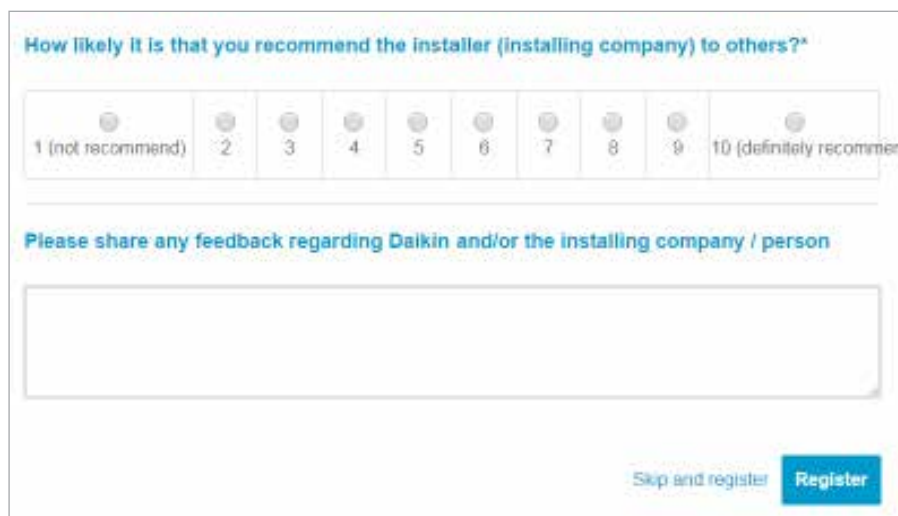 How likely it is that you recommend the installer (installing company) to others?*
1 (not recommend) 2 3 4 5 6 7 8 9 10 (definitely recommen
Please share any feedback regarding Daikin and/or the installing company / person
Skip and register Register